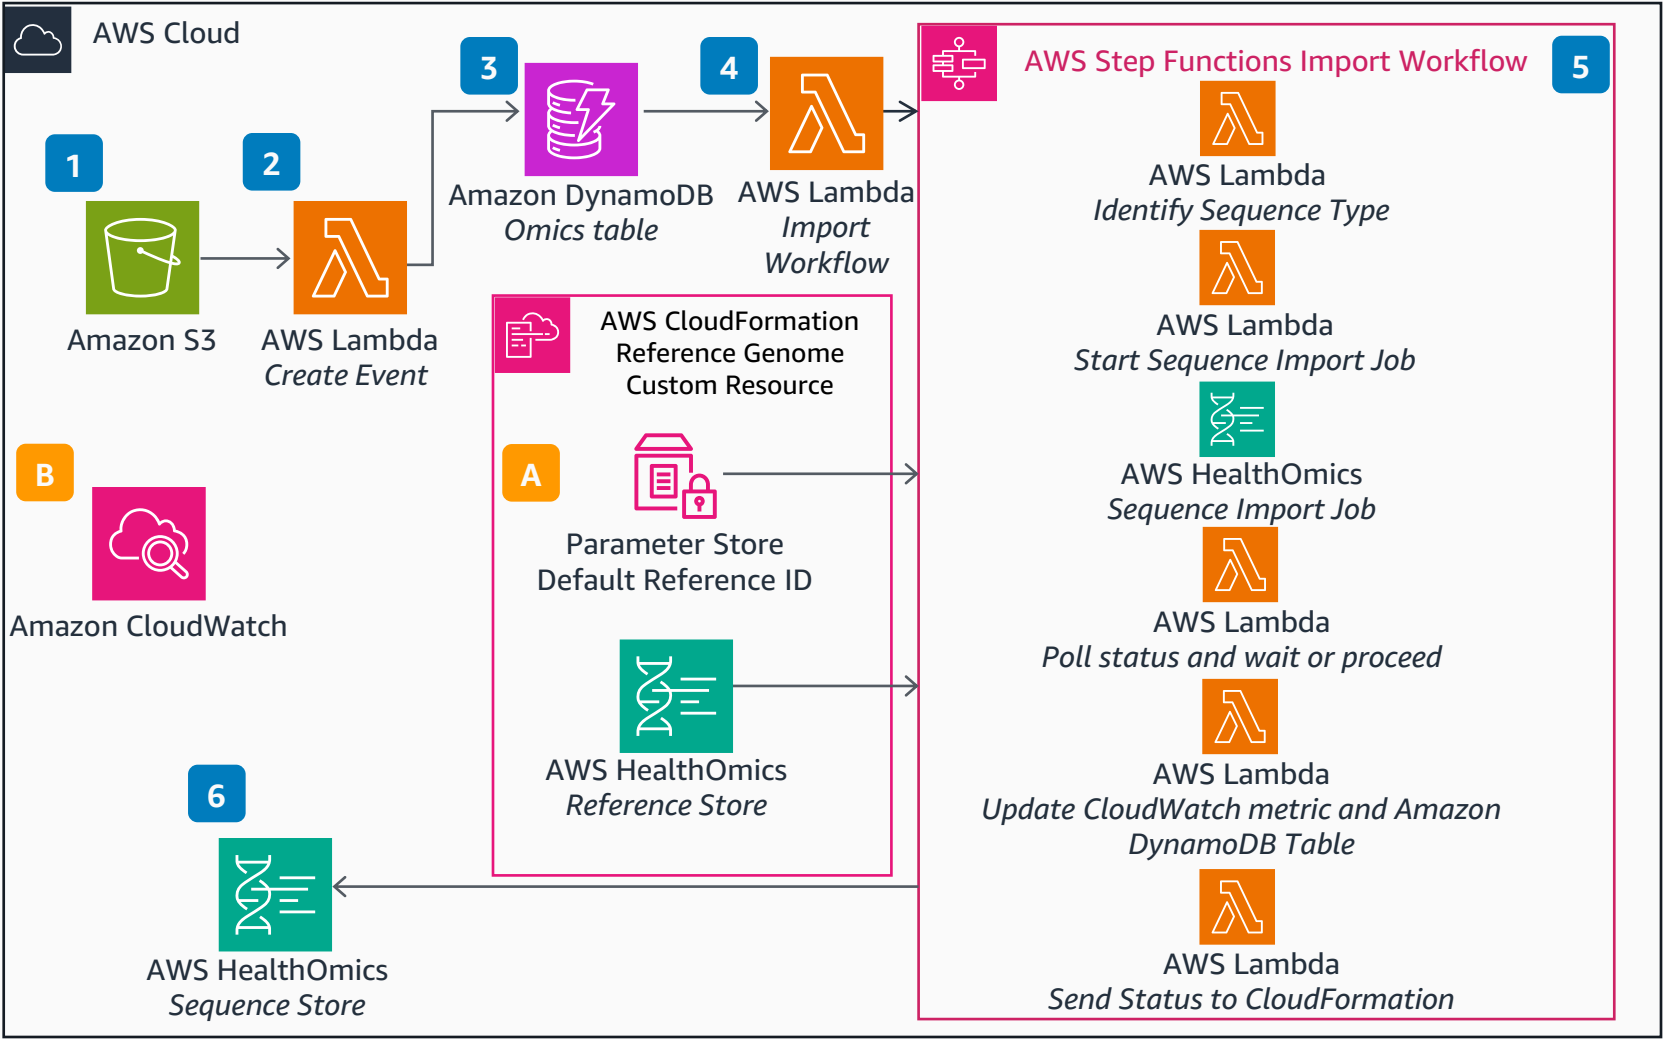 AWS Cloud
1
Amazon S3
2
AWS Lambda
Create Event
3
Amazon DynamoDB
Omics table
4
AWS Lambda
Import
Workflow
AWS Step Functions Import Workflow
5
AWS Lambda
Identify Sequence Type
AWS Lambda
Start Sequence Import Job
AWS HealthOmics
Sequence Import Job
AWS Lambda
Poll status and wait or proceed
AWS Lambda
Update CloudWatch metric and Amazon
DynamoDB Table
AWS Lambda
Send Status to CloudFormation
AWS CloudFormation
Reference Genome
Custom Resource
A
Parameter Store
Default Reference ID
AWS HealthOmics
Reference Store
B
Amazon CloudWatch
6
AWS HealthOmics
Sequence Store